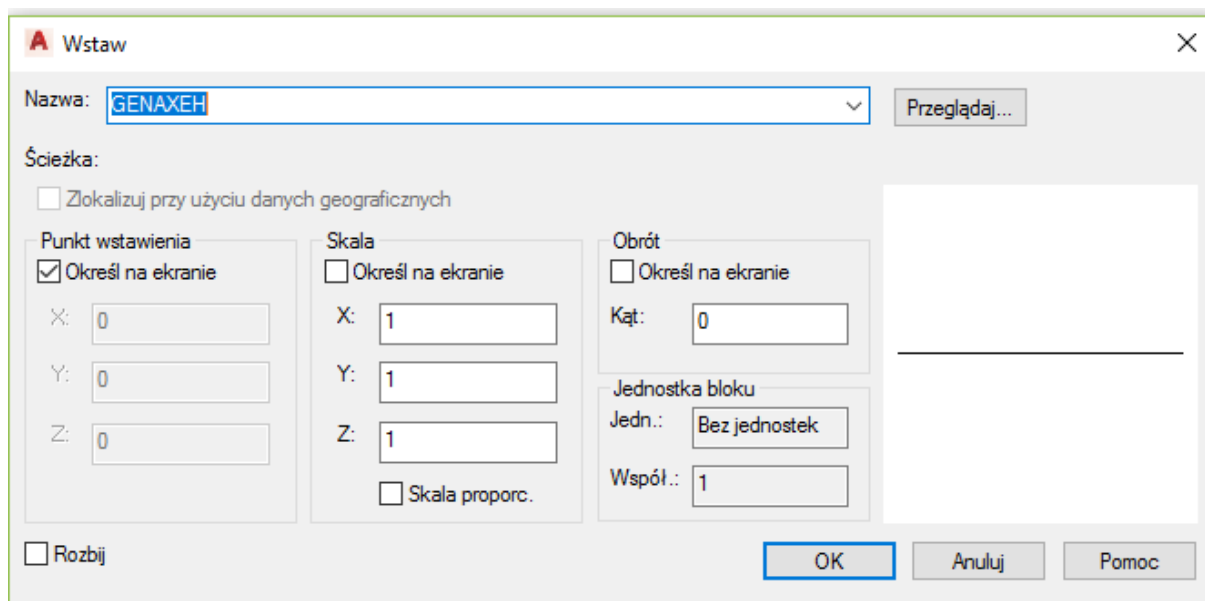 Wstaw
Nazwa: GENAXEH Przeglądaj...
Ścieżka:
Zlokalizuj przy użyciu danych geograficznych
Punkt wstawienia
Określ na ekranie
X: 0
Y: 0
Z: 0
Skala
Określ na ekranie
X: 1
Y: 1
Z: 1
Skala proporc.
Obrót
Określ na ekranie
Kąt: 0
Jednostka bloku
Jedn.: Bez jednostek
Współ.: 1
Rozbij
OK Anuluj Pomoc